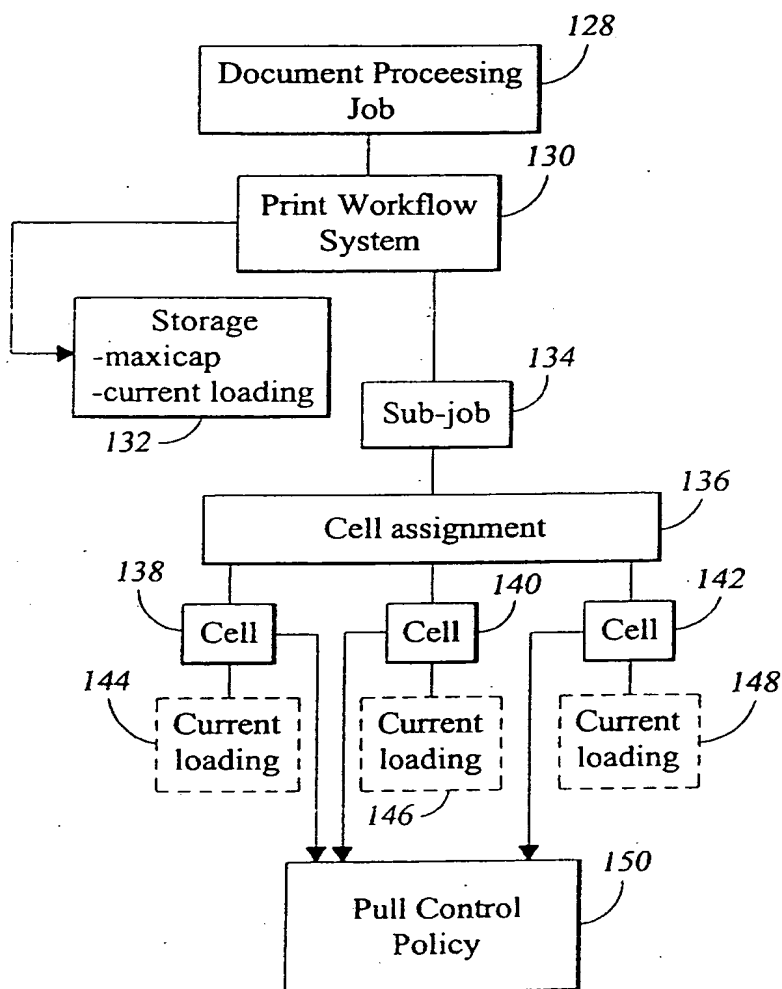 128
Document Proceesing
Job
130
Print Workflow
System
Storage
-maxicap
-current loading
132
134
Sub-job
136
Cell assignment
138
140
142
Cell
Cell
Cell
144
148
Current
loading
Current
loading
Current
loading
146
150
Pull Control
Policy